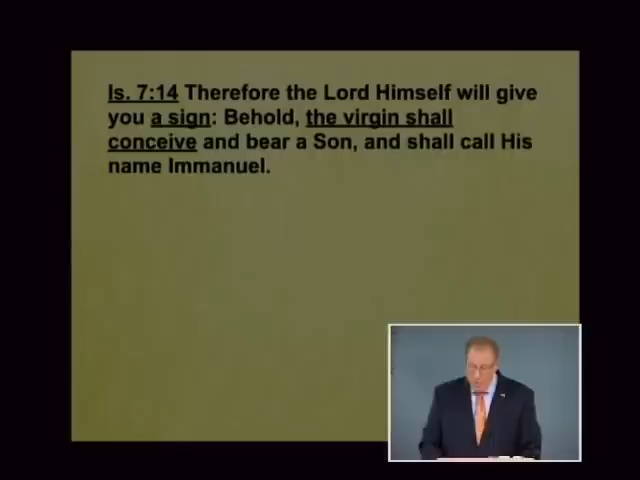 Is. 7:14 Therefore the Lord Himself will give
you a sign: Behold, the virgin shall
conceive and bear a Son, and shall call His
name Immanuel.